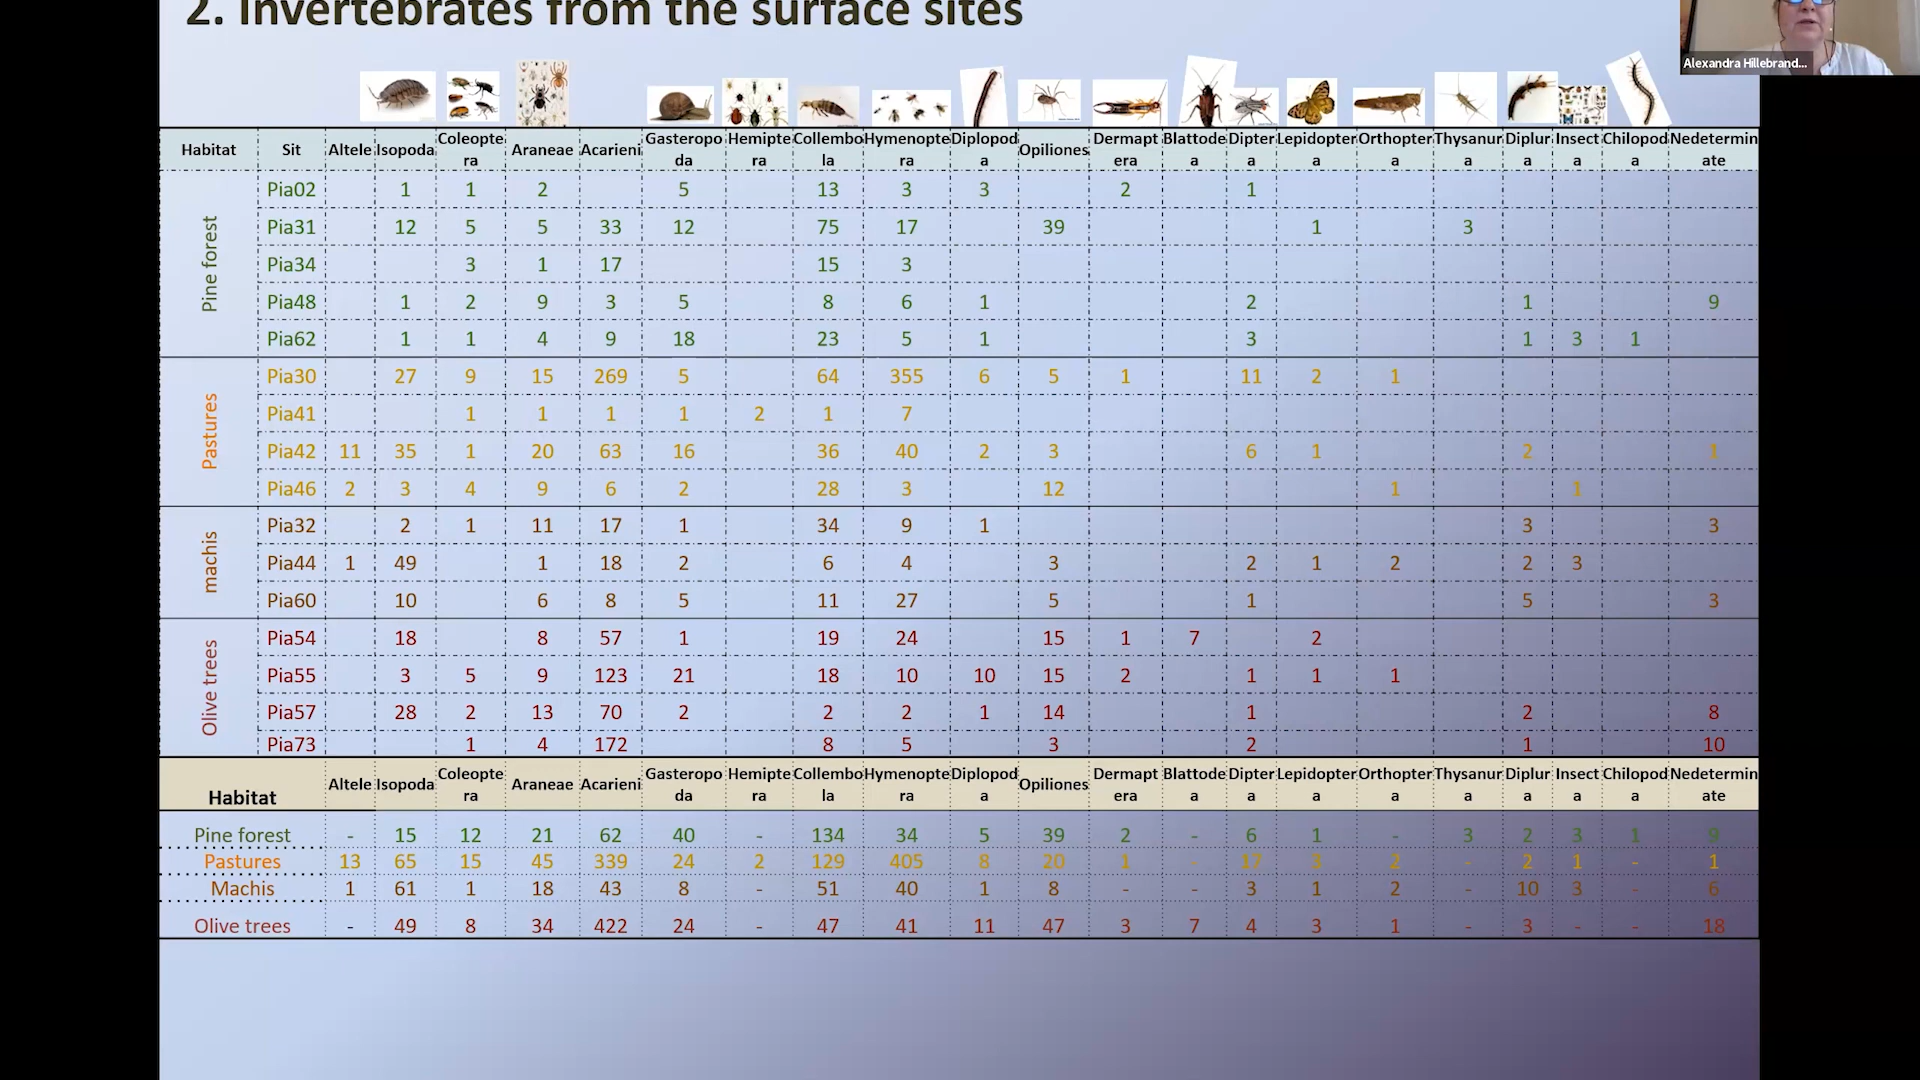 2. Invertebrates from the surface sites
Alexandra Hillebrand...
Habitat Sit Altele Isopoda Coleoptera Araneae Acarieni Gasteropoda Hemiptera Collembola Hymenoptera Diplopoda Opiliones Dermaptera Blattodea Diptera Lepidoptera Orthoptera Thysanura Diplura Insecta Chilopoda Nedeterminate
Pine forest
Pia02 1 1 2 5 13 3 3 2 1
Pia31 12 5 5 33 12 75 17 39 1 3
Pia34 3 1 17 15 3
Pia48 1 2 9 3 5 8 6 1 2 1 9
Pia62 1 1 4 9 18 23 5 1 3 1 3 1
Pastures
Pia30 27 9 15 269 5 64 355 6 5 1 11 2 1
Pia41 1 1 1 1 2 1 7
Pia42 11 35 1 20 63 16 36 40 2 3 6 1 2 1
Pia46 2 3 4 9 6 2 28 3 12 1 1
machis
Pia32 2 1 11 17 1 34 9 1 3 3
Pia44 1 49 1 18 2 6 4 3 2 1 2 2 3
Pia60 10 6 8 5 11 27 5 1 5 3
Olive trees
Pia54 18 8 57 1 19 24 15 1 7 2
Pia55 3 5 9 123 21 18 10 10 15 2 1 1 1
Pia57 28 2 13 70 2 2 2 1 14 1 2 8
Pia73 1 4 172 8 5 3 2 1 10
Habitat Altele Isopoda Coleoptera Araneae Acarieni Gasteropoda Hemiptera Collembola Hymenoptera Diplopoda Opiliones Dermaptera Blattodea Diptera Lepidoptera Orthoptera Thysanura Diplura Insecta Chilopoda Nedeterminate
Pine forest - 15 12 21 62 40 - 134 34 5 39 2 - 6 1 - 3 2 3 1 9
Pastures 13 65 15 45 339 24 2 129 405 8 20 1 - 17 3 2 - 2 1 - 1
Machis 1 61 1 18 43 8 - 51 40 1 8 - - 3 1 2 - 10 3 - 6
Olive trees - 49 8 34 422 24 - 47 41 11 47 3 7 4 3 1 - 3 - - 18